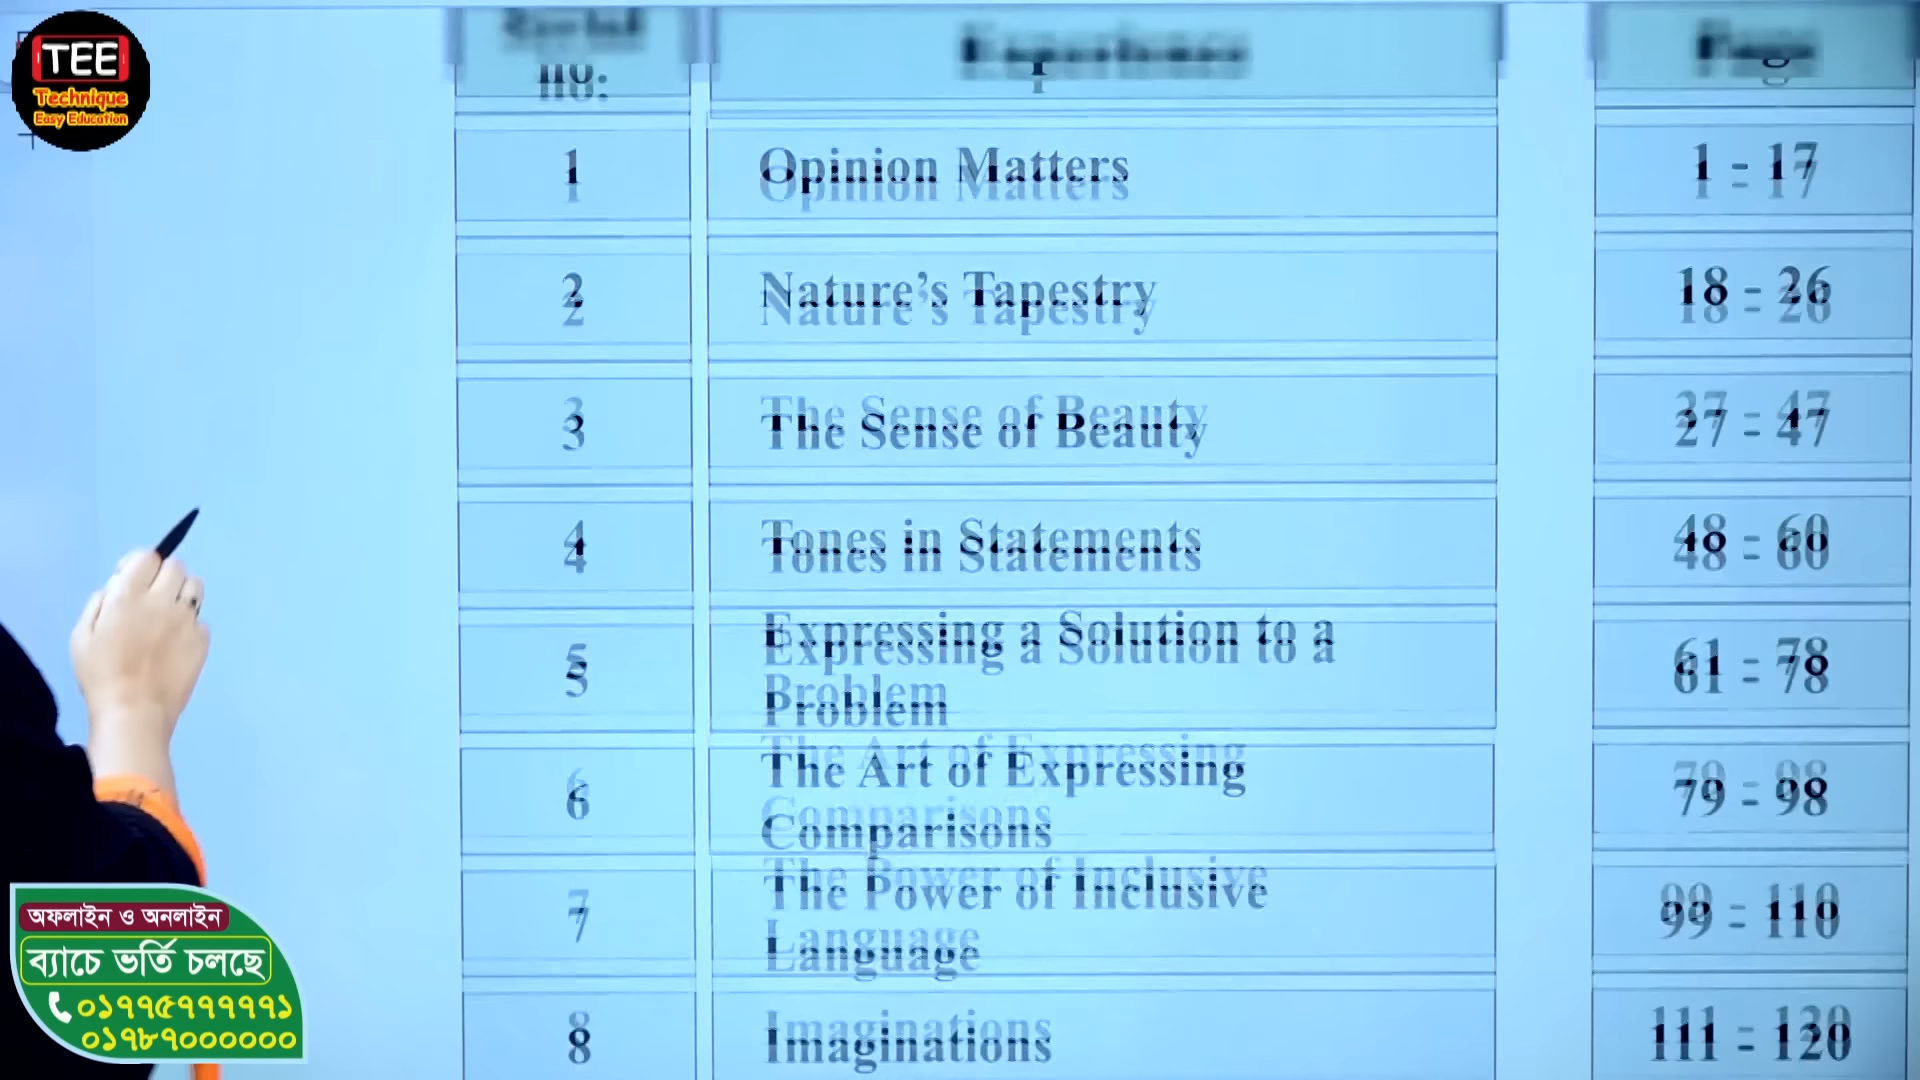 TEE
Technique
Easy Education
Serial no: Experience Page
1 Opinion Matters 1 - 17
2 Nature's Tapestry 18 - 26
3 The Sense of Beauty 27 - 47
4 Tones in Statements 48 - 60
5 Expressing a Solution to a Problem 61 - 78
6 The Art of Expressing Comparisons 79 - 98
7 The Power of Inclusive Language 99 - 110
8 Imaginations 111 - 120
অফলাইন ও অনলাইন
ব্যাচে ভর্তি চলছে
০১৭৭৫৭৭৭৭৭১
০১৭৮৭০০০০০০